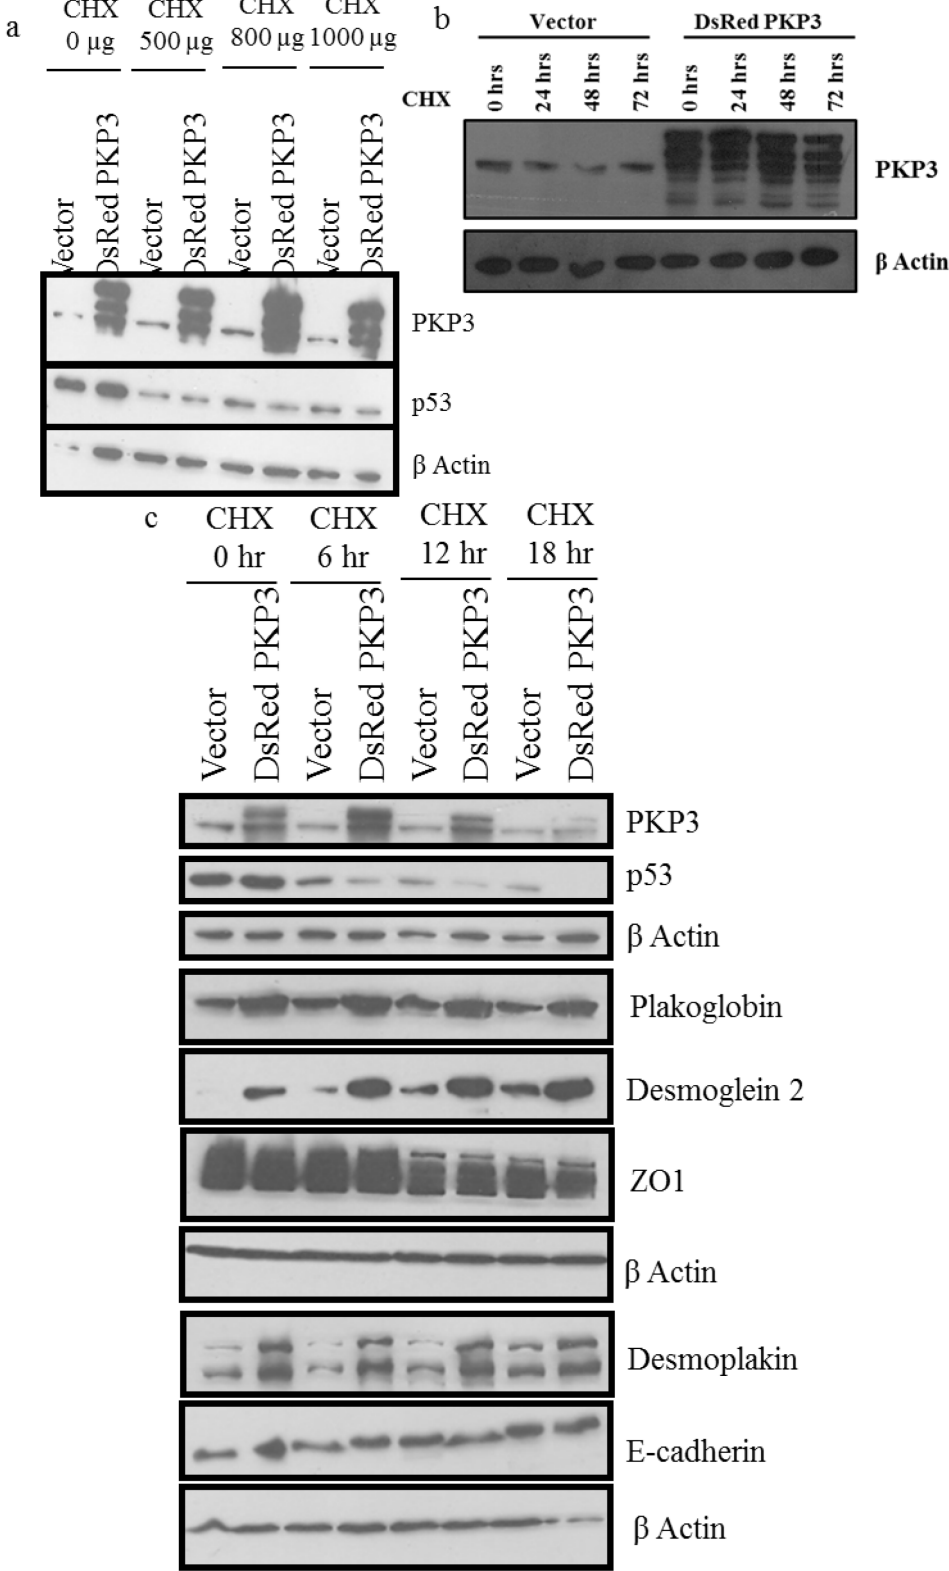 a
CHX
0 µg
CHX
500 µg
CHX
800 µg
CHX
1000 µg
Vector
DsRed PKP3
Vector
DsRed PKP3
Vector
DsRed PKP3
Vector
DsRed PKP3
PKP3
p53
β Actin
b
Vector
DsRed PKP3
CHX
0 hrs
24 hrs
48 hrs
72 hrs
0 hrs
24 hrs
48 hrs
72 hrs
PKP3
β Actin
c
CHX
0 hr
CHX
6 hr
CHX
12 hr
CHX
18 hr
Vector
DsRed PKP3
Vector
DsRed PKP3
Vector
DsRed PKP3
Vector
DsRed PKP3
PKP3
p53
β Actin
Plakoglobin
Desmoglein 2
ZO1
β Actin
Desmoplakin
E-cadherin
β Actin